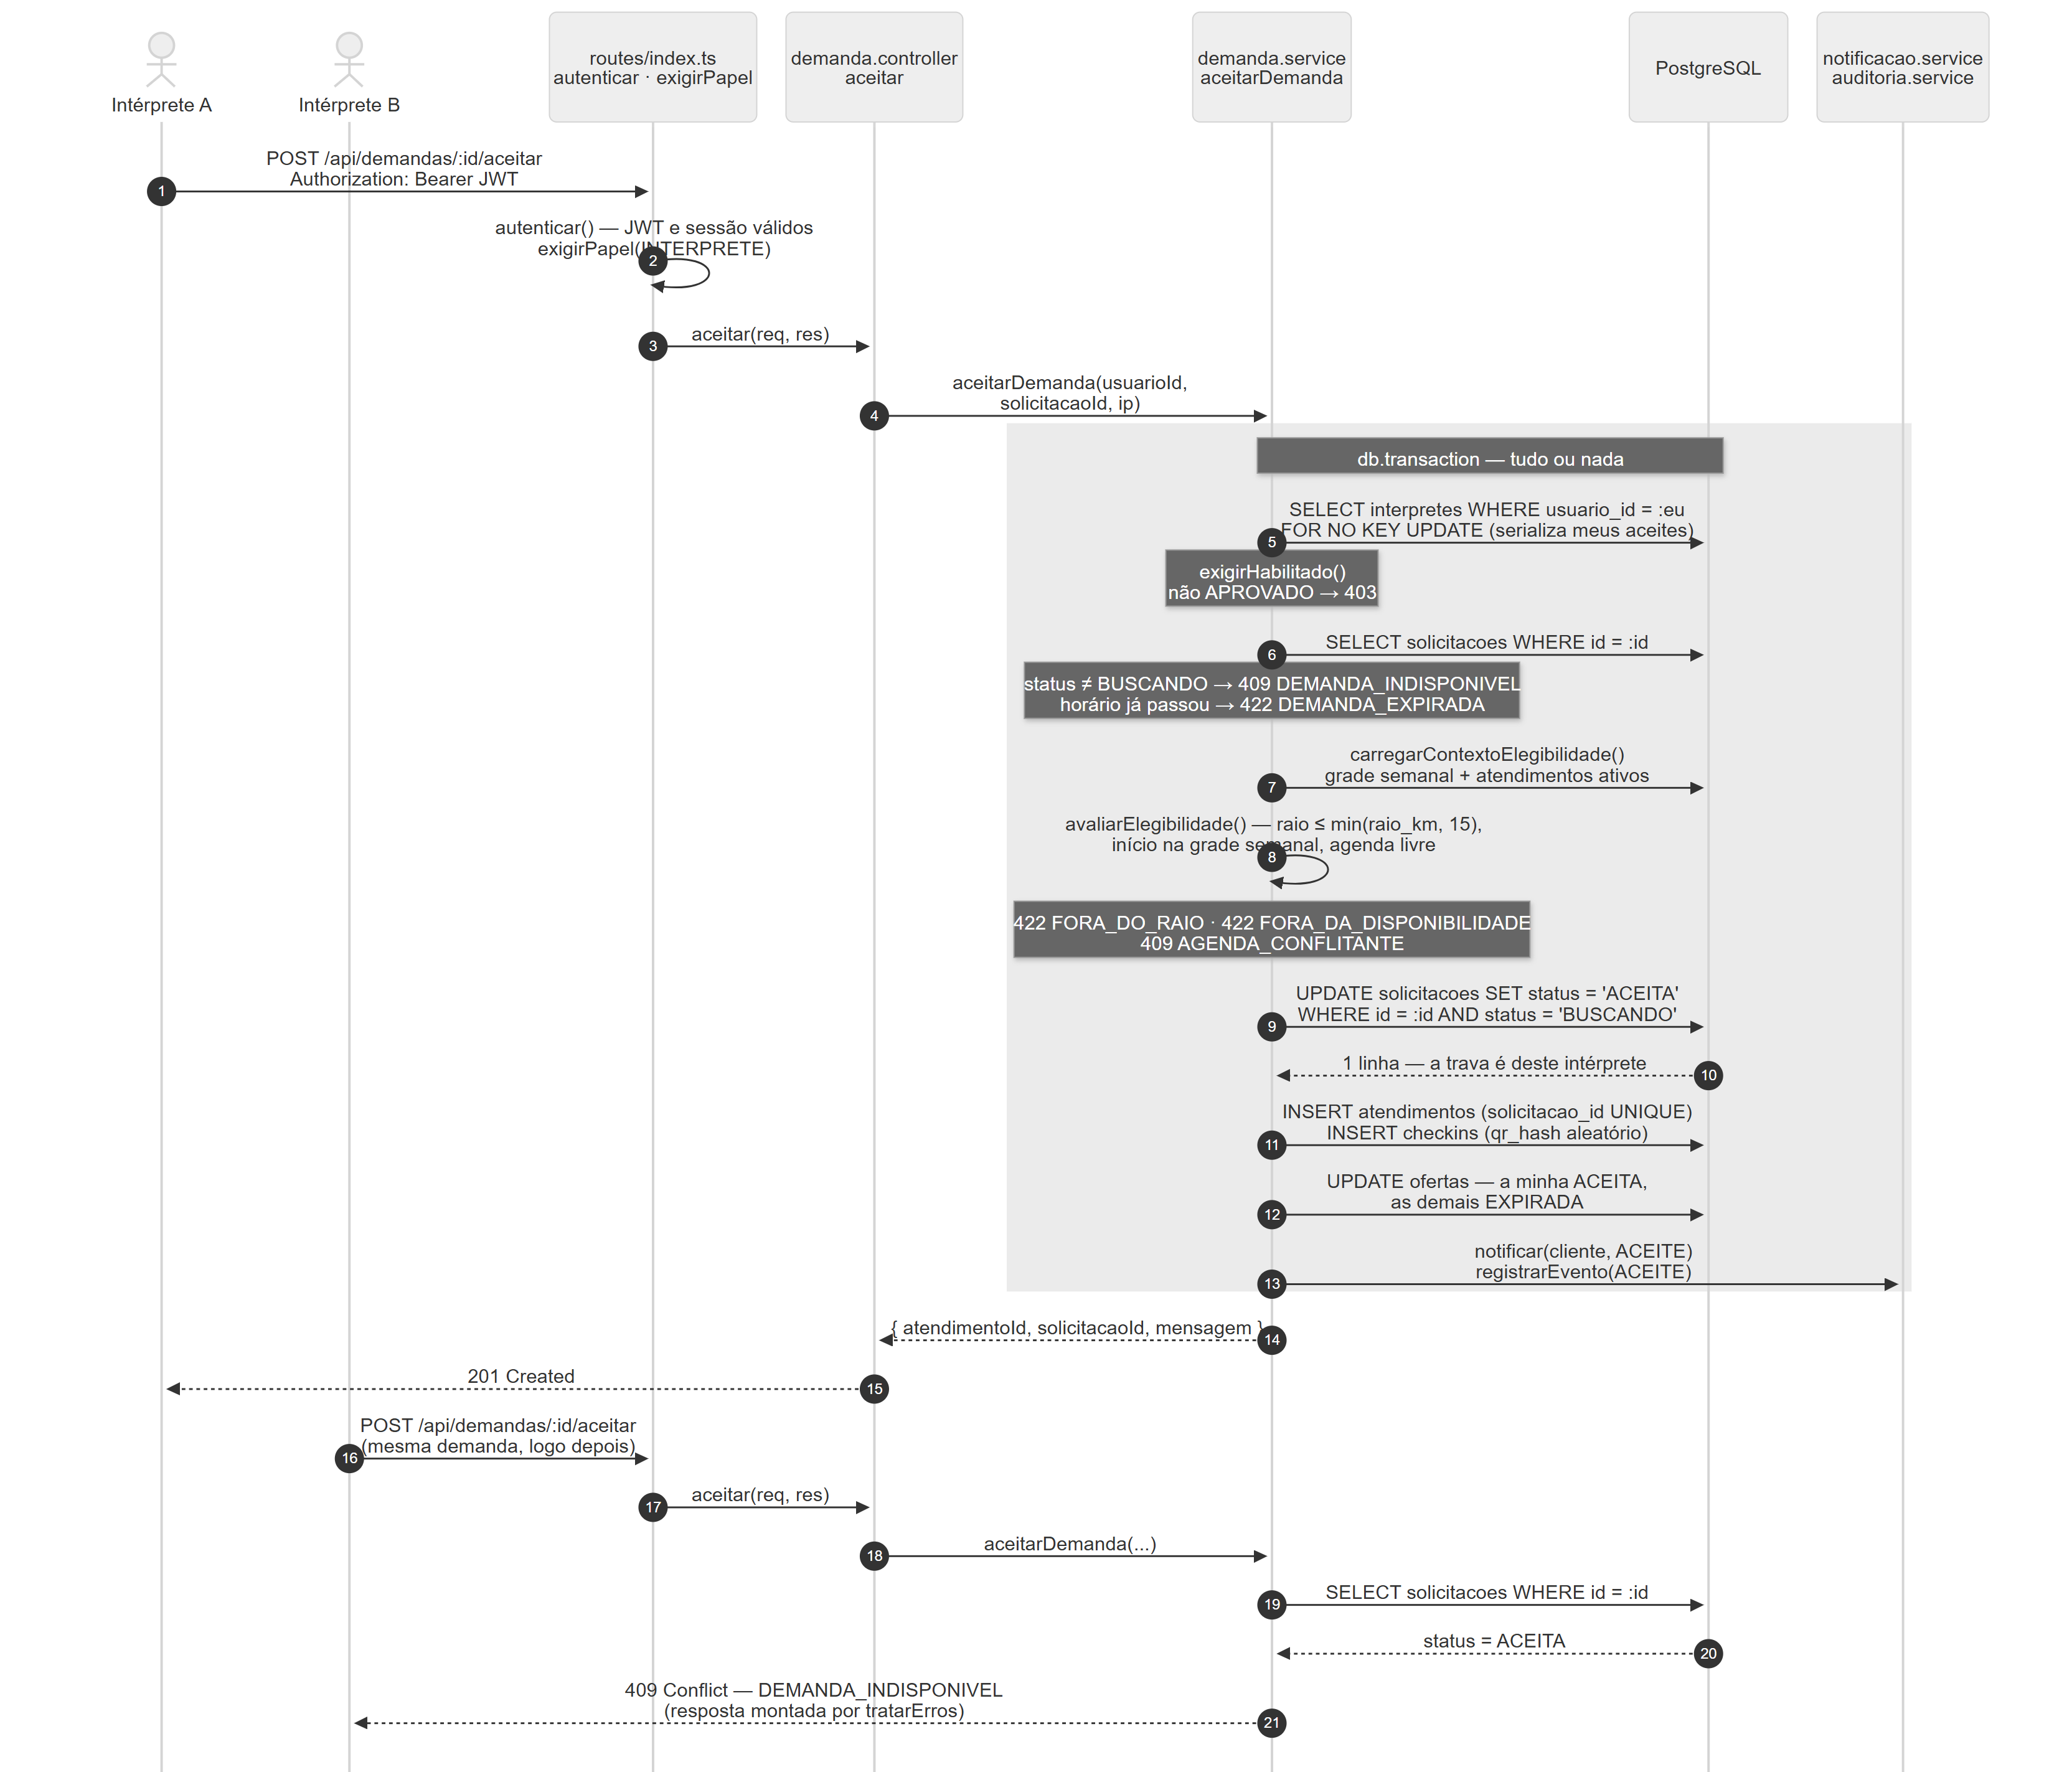 Intérprete A
Intérprete B
routes/index.ts
autenticar · exigirPapel
demanda.controller
aceitar
demanda.service
aceitarDemanda
PostgreSQL
notificacao.service
auditoria.service
POST /api/demandas/:id/aceitar
Authorization: Bearer JWT
1
autenticar() — JWT e sessão válidos
exigirPapel(INTERPRETE)
2
aceitar(req, res)
3
aceitarDemanda(usuarioId,
solicitacaoId, ip)
4
db.transaction — tudo ou nada
SELECT interpretes WHERE usuario_id = :eu
FOR NO KEY UPDATE (serializa meus aceites)
5
exigirHabilitado()
não APROVADO → 403
SELECT solicitacoes WHERE id = :id
6
status ≠ BUSCANDO → 409 DEMANDA_INDISPONIVEL
horário já passou → 422 DEMANDA_EXPIRADA
carregarContextoElegibilidade()
grade semanal + atendimentos ativos
7
avaliarElegibilidade() — raio ≤ min(raio_km, 15),
início na grade semanal, agenda livre
8
422 FORA_DO_RAIO · 422 FORA_DA_DISPONIBILIDADE
409 AGENDA_CONFLITANTE
UPDATE solicitacoes SET status = 'ACEITA'
WHERE id = :id AND status = 'BUSCANDO'
9
1 linha — a trava é deste intérprete
10
INSERT atendimentos (solicitacao_id UNIQUE)
INSERT checkins (qr_hash aleatório)
11
UPDATE ofertas — a minha ACEITA,
as demais EXPIRADA
12
notificar(cliente, ACEITE)
registrarEvento(ACEITE)
13
{ atendimentoId, solicitacaoId, mensagem }
14
201 Created
15
POST /api/demandas/:id/aceitar
(mesma demanda, logo depois)
16
aceitar(req, res)
17
aceitarDemanda(...)
18
SELECT solicitacoes WHERE id = :id
19
status = ACEITA
20
409 Conflict — DEMANDA_INDISPONIVEL
(resposta montada por tratarErros)
21